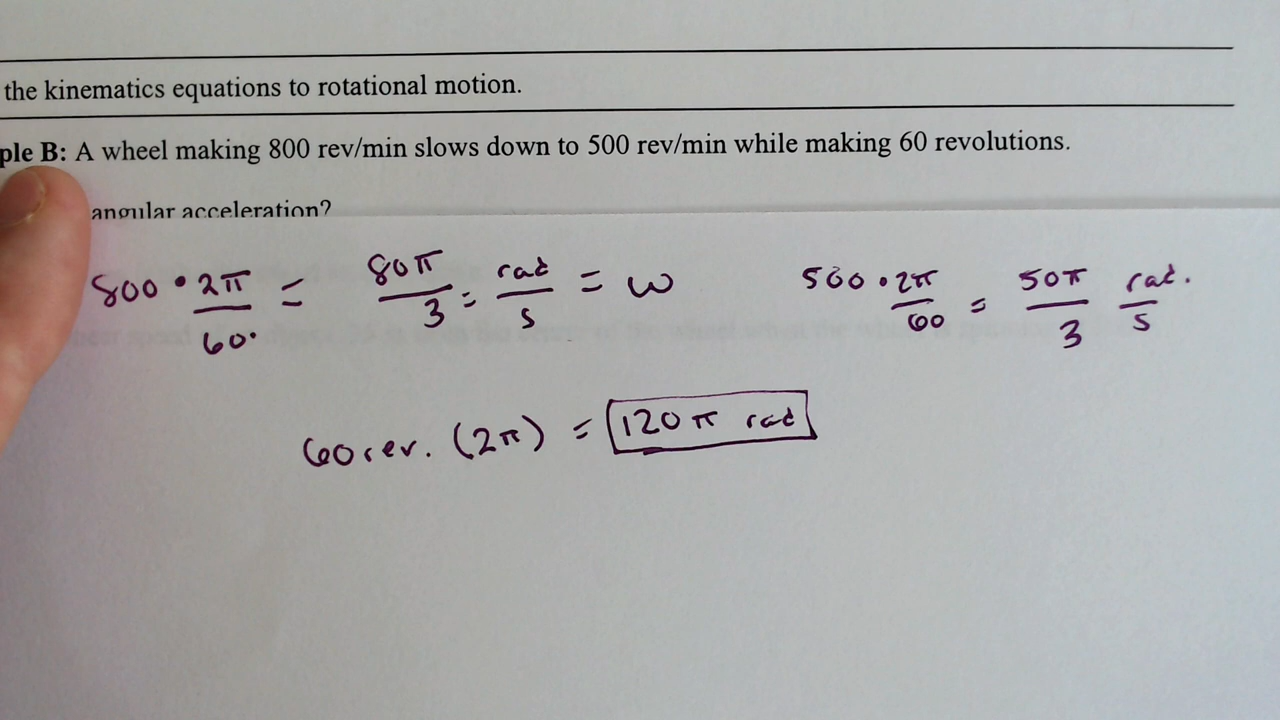 the kinematics equations to rotational motion.
ple B: A wheel making 800 rev/min slows down to 500 rev/min while making 60 revolutions.
angular acceleration?
800 • 2π/60 = 80π/3 = rad/s = ω
500 • 2π/60 = 50π/3 rad./s
60 rev. (2π) = 120π rad